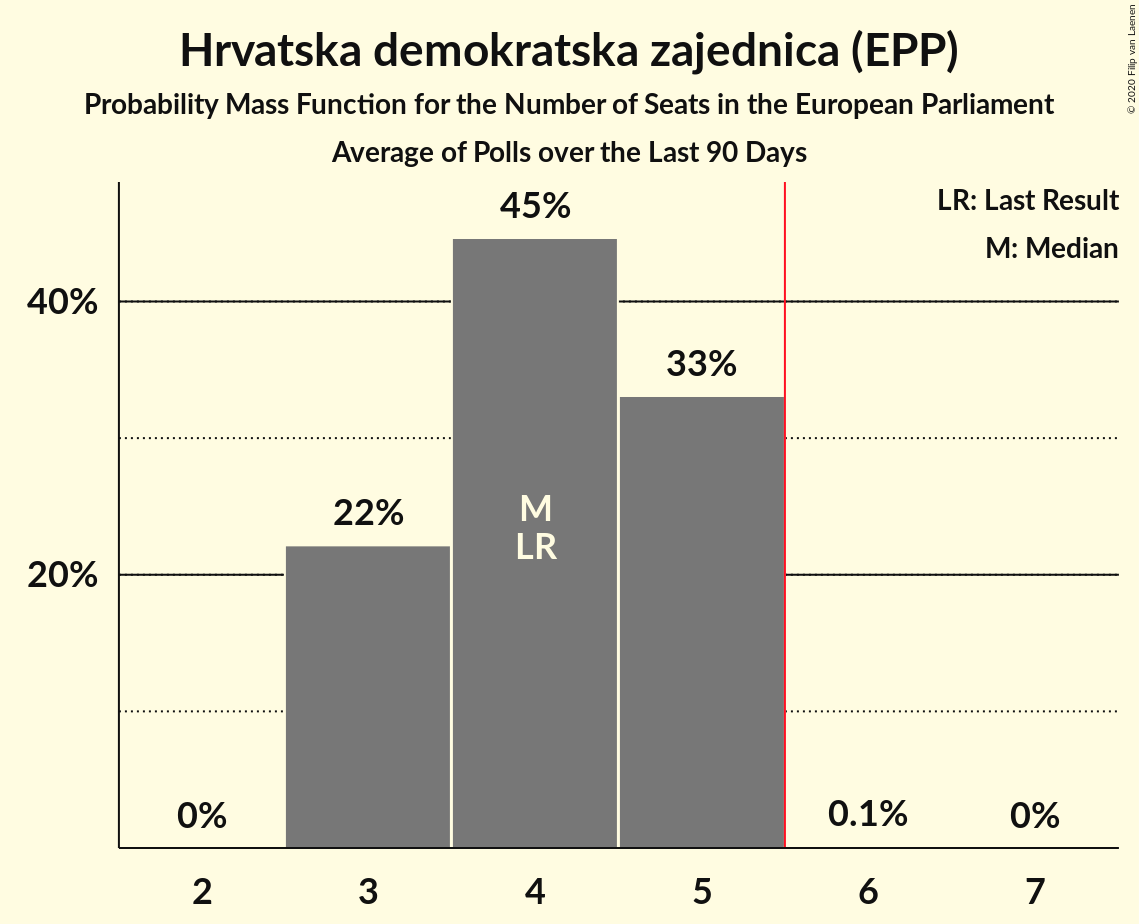 Hrvatska demokratska zajednica (EPP)
Probability Mass Function for the Number of Seats in the European Parliament
Average of Polls over the Last 90 Days
© 2020 Filip van Laenen
LR: Last Result
M: Median
45%
40%
33%
22%
M
LR
20%
0%
0.1%
0%
2 3 4 5 6 7